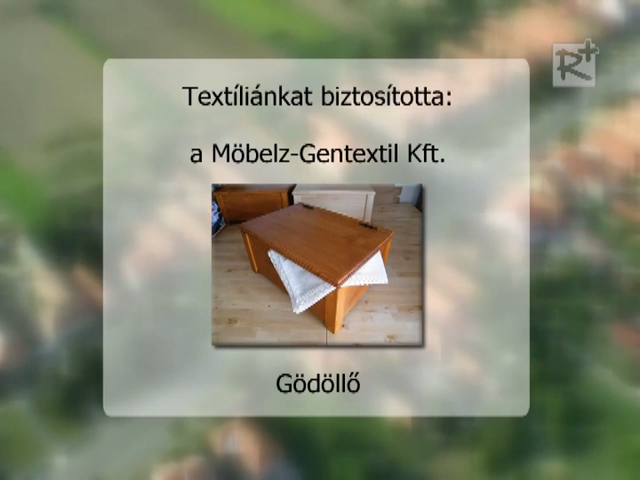 R+
Textíliánkat biztosította:
a Möbelz-Gentextil Kft.
Gödöllő